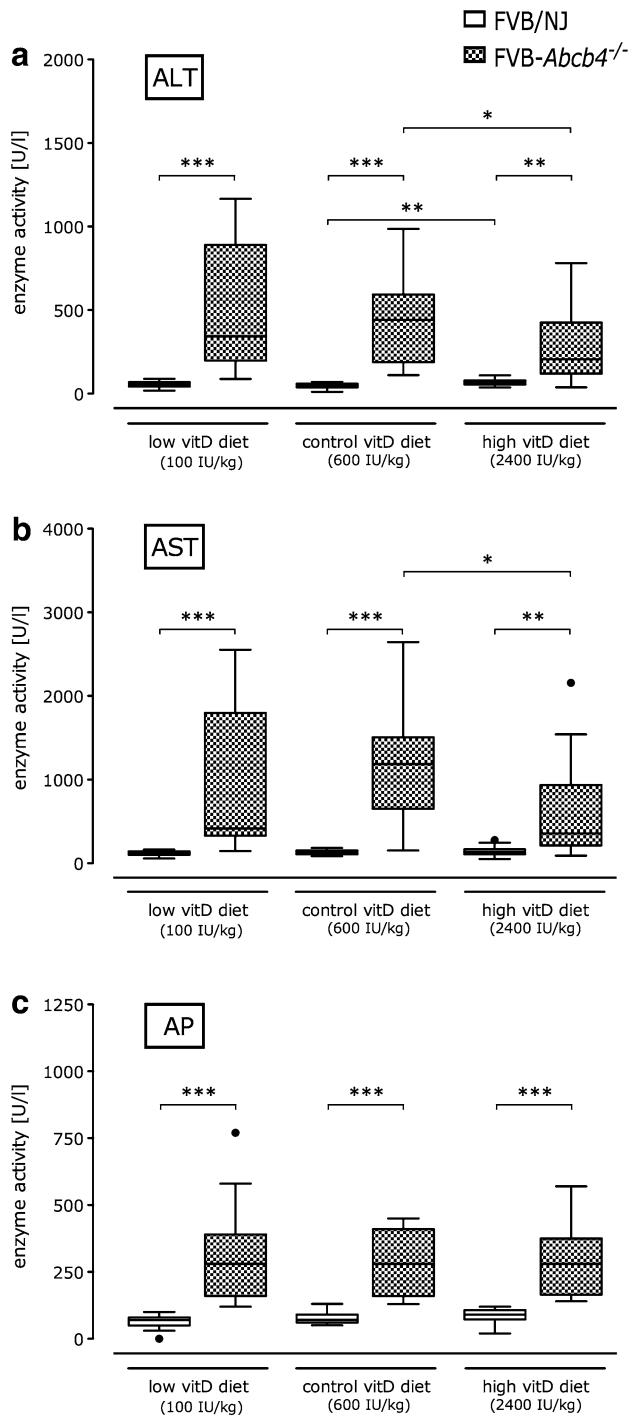 FVB/NJ
FVB-Abcb4-/-
a
ALT
enzyme activity [U/l]
2000
1500
1000
500
0
***
***
**
**
*
low vitD diet
(100 IU/kg)
control vitD diet
(600 IU/kg)
high vitD diet
(2400 IU/kg)
b
AST
enzyme activity [U/l]
4000
3000
2000
1000
0
***
***
**
*
low vitD diet
(100 IU/kg)
control vitD diet
(600 IU/kg)
high vitD diet
(2400 IU/kg)
c
AP
enzyme activity [U/l]
1250
1000
750
500
250
0
***
***
***
low vitD diet
(100 IU/kg)
control vitD diet
(600 IU/kg)
high vitD diet
(2400 IU/kg)